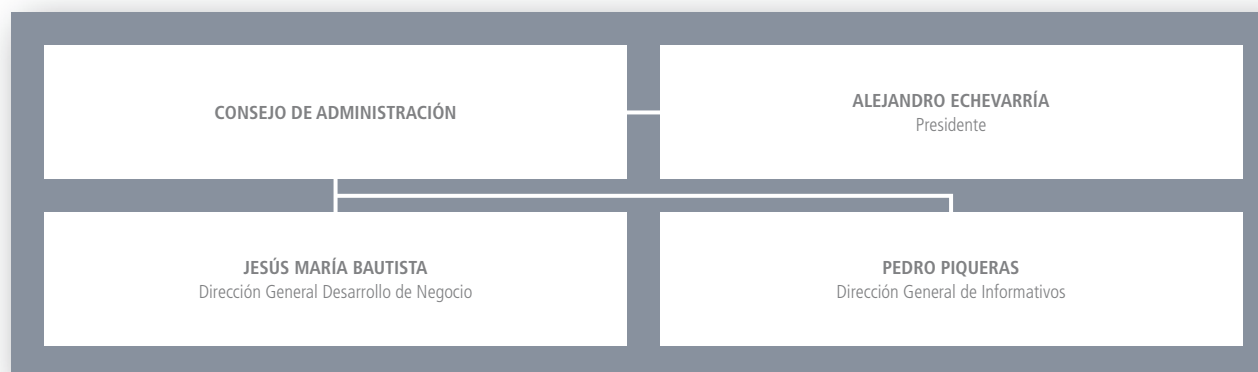 CONSEJO DE ADMINISTRACIÓN
ALEJANDRO ECHEVARRÍA
Presidente
JESÚS MARÍA BAUTISTA
Dirección General Desarrollo de Negocio
PEDRO PIQUERAS
Dirección General de Informativos